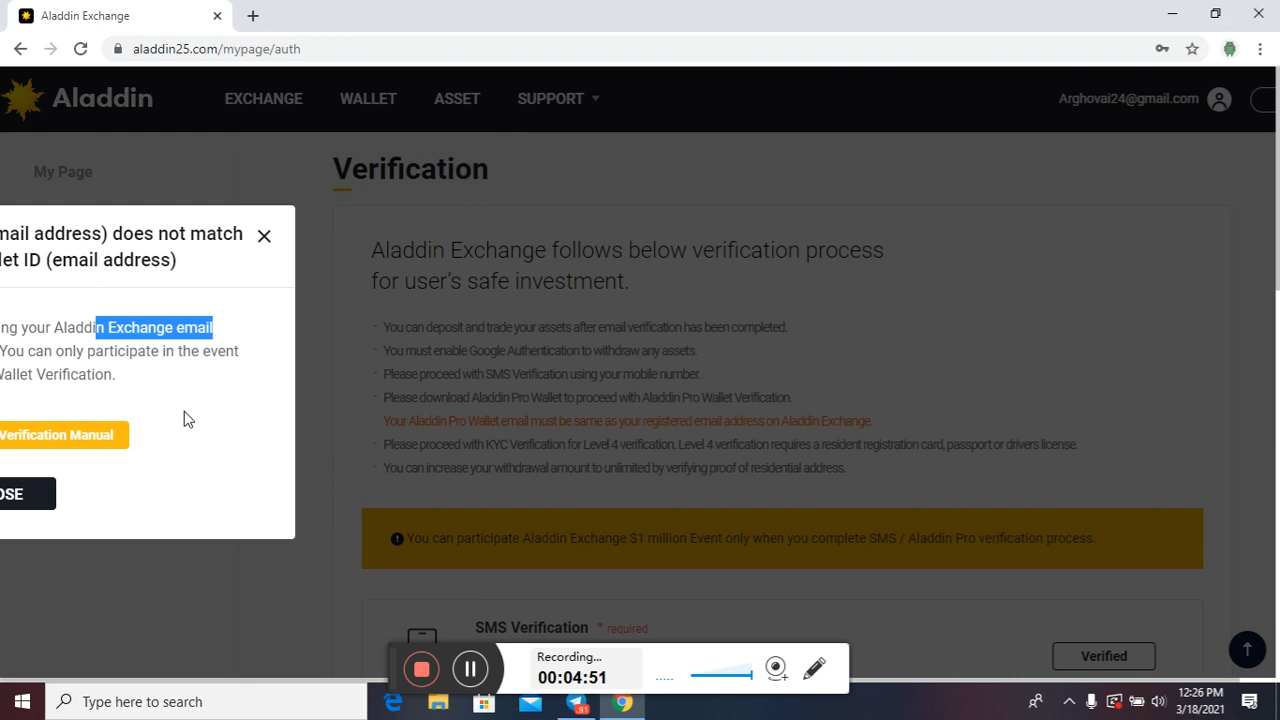 Aladdin Exchange
aladdin25.com/mypage/auth
Aladdin
EXCHANGE
WALLET
ASSET
SUPPORT
Arghovai24@gmail.com
My Page
Verification
mail address) does not match
let ID (email address)
ng your Aladdin Exchange email
You can only participate in the event
Wallet Verification.
Verification Manual
OSE
Aladdin Exchange follows below verification process
for user's safe investment.
- You can deposit and trade your assets after email verification has been completed.
- You must enable Google Authentication to withdraw any assets.
- Please proceed with SMS Verification using your mobile number.
- Please download Aladdin Pro Wallet to proceed with Aladdin Pro Wallet Verification.
Your Aladdin Pro Wallet email must be same as your registered email address on Aladdin Exchange.
- Please proceed with KYC Verification for Level 4 verification. Level 4 verification requires a resident registration card, passport or drivers license.
- You can increase your withdrawal amount to unlimited by verifying proof of residential address.
You can participate Aladdin Exchange $1 million Event only when you complete SMS / Aladdin Pro verification process.
SMS Verification * required
Verified
Recording...
00:04:51
Type here to search
91
12:26 PM
3/18/2021